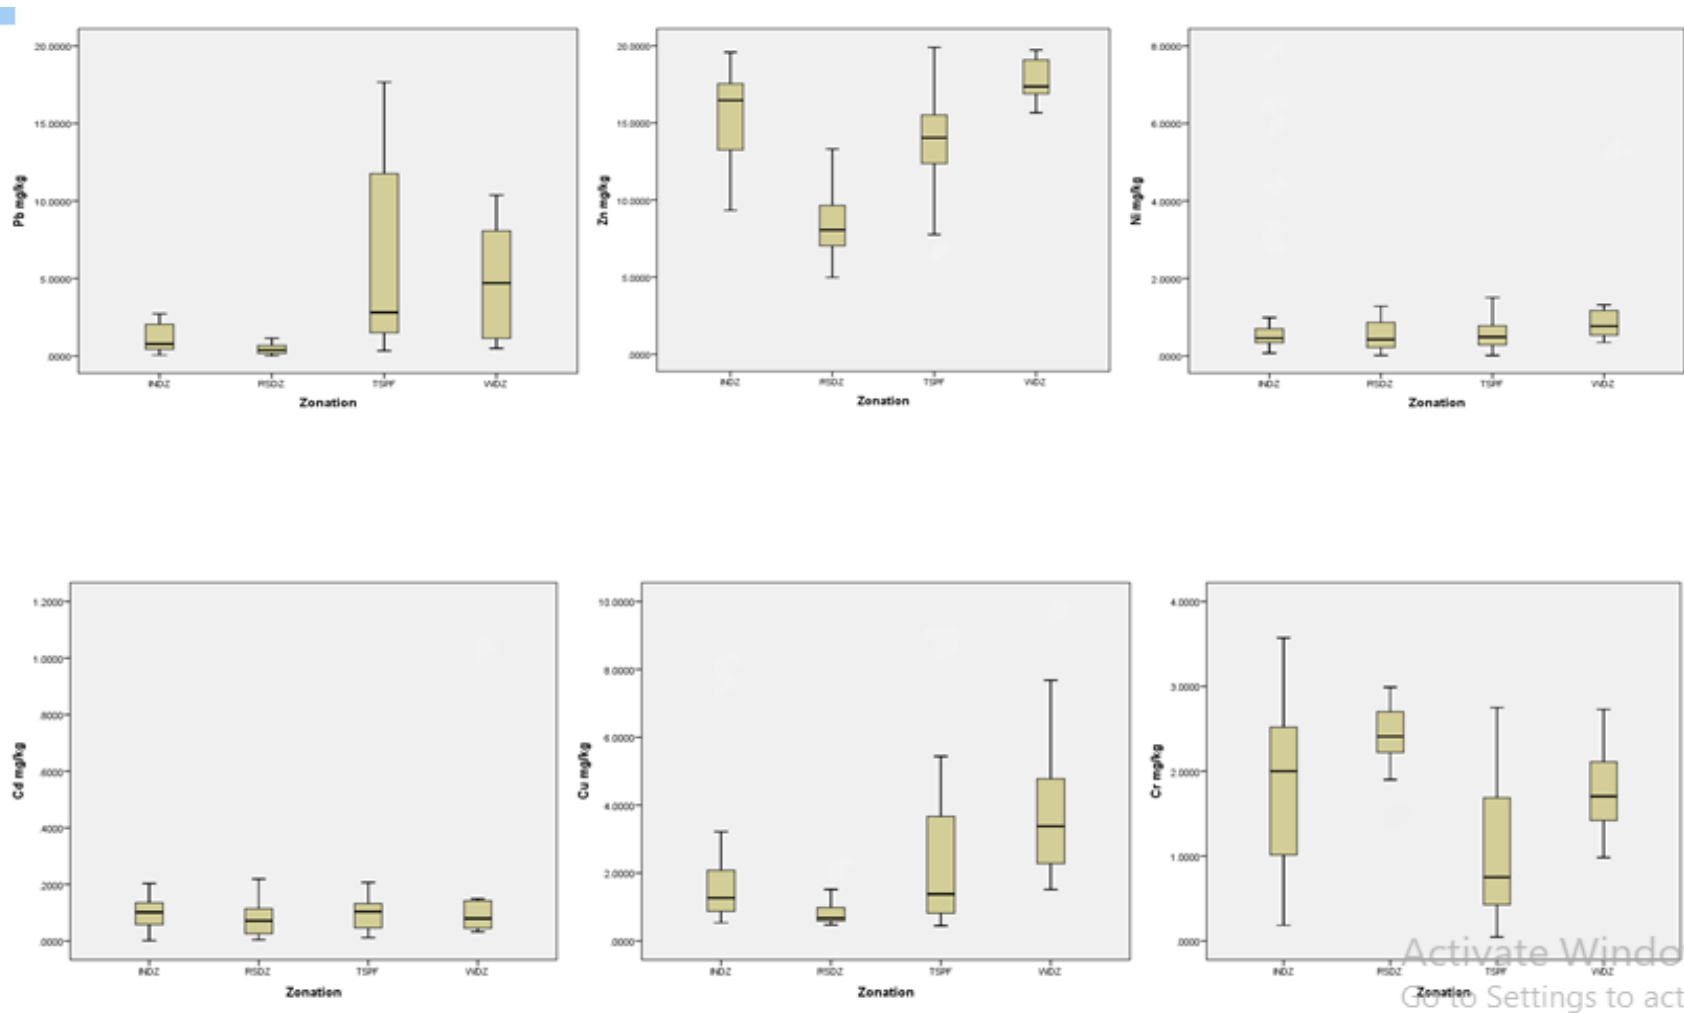 Pb mg/kg
20.0000
15.0000
10.0000
5.0000
.0000
INDZ RSDZ TSPF WDZ
Zonation
Zn mg/kg
20.0000
15.0000
10.0000
5.0000
.0000
INDZ RSDZ TSPF WDZ
Zonation
Ni mg/kg
8.0000
6.0000
4.0000
2.0000
.0000
INDZ RSDZ TSPF WDZ
Zonation
Cd mg/kg
1.2000
1.0000
.8000
.6000
.4000
.2000
.0000
INDZ RSDZ TSPF WDZ
Zonation
Cu mg/kg
10.0000
8.0000
6.0000
4.0000
2.0000
.0000
INDZ RSDZ TSPF WDZ
Zonation
Cr mg/kg
4.0000
3.0000
2.0000
1.0000
.0000
INDZ RSDZ TSPF WDZ
Zonation
Activate Windo
Go to Settings to act